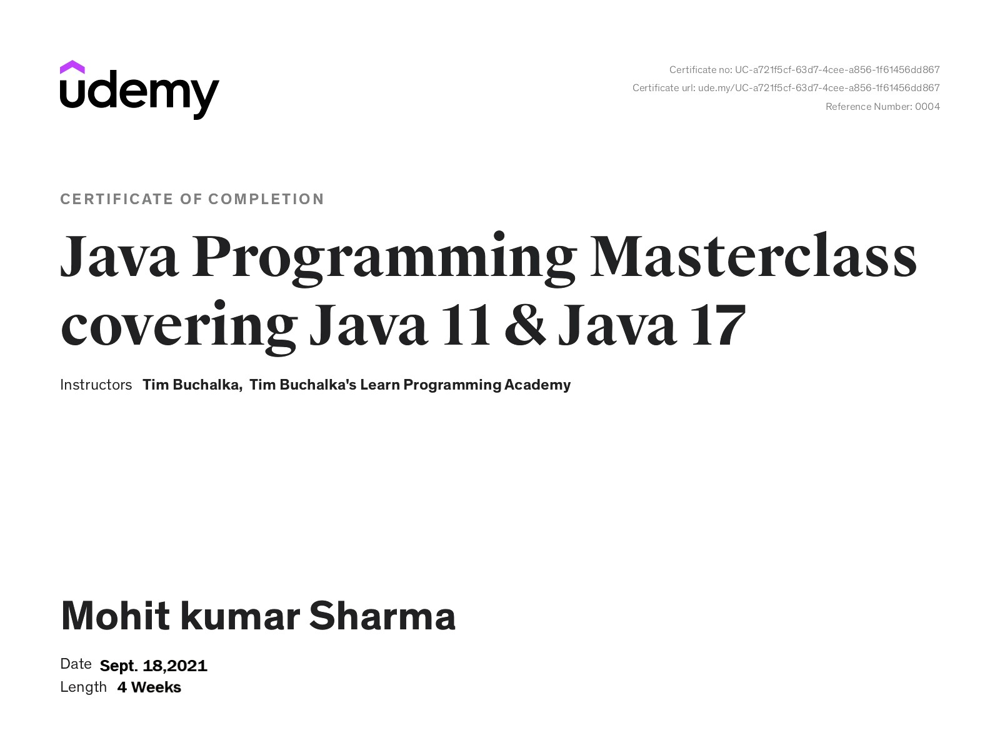 udemy
Certificate no: UC-a721f5cf-63d7-4cee-a856-1f61456dd867
Certificate url: ude.my/UC-a721f5cf-63d7-4cee-a856-1f61456dd867
Reference Number: 0004
CERTIFICATE OF COMPLETION
Java Programming Masterclass
covering Java 11 & Java 17
Instructors Tim Buchalka, Tim Buchalka's Learn Programming Academy
Mohit kumar Sharma
Date Sept. 18,2021
Length 4 Weeks